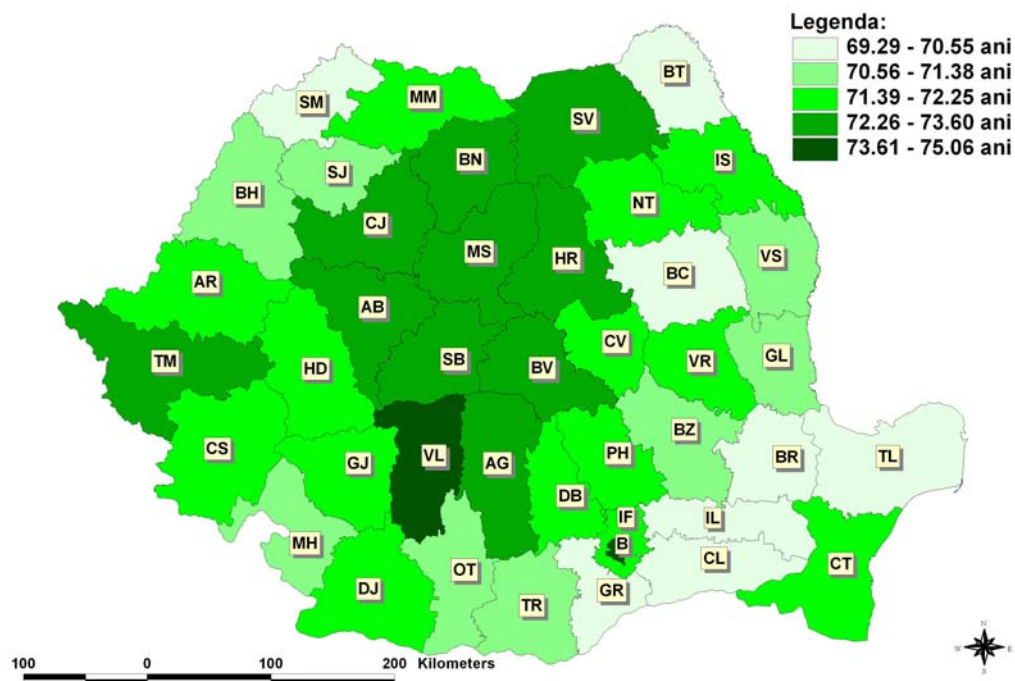 Legenda:
69.29 - 70.55 ani
70.56 - 71.38 ani
71.39 - 72.25 ani
72.26 - 73.60 ani
73.61 - 75.06 ani
BT
SM
MM
SV
BN
IS
SJ
BH
NT
CJ
MS
HR
VS
BC
AR
AB
CV
GL
TM
SB
VR
HD
BV
BZ
CS
VL
PH
BR
TL
GJ
AG
DB
IF
IL
B
MH
CL
CT
OT
DJ
GR
TR
N
W
E
S
100
0
100
200
Kilometers